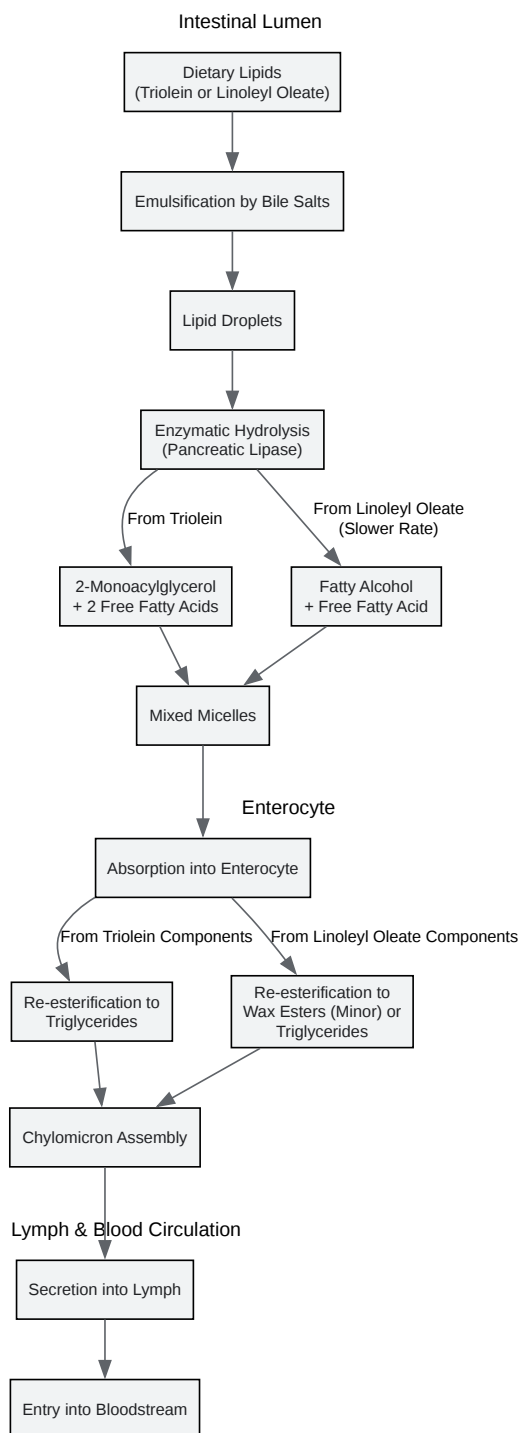 Intestinal Lumen
Dietary Lipids
(Triolein or Linoleyl Oleate)
Emulsification by Bile Salts
Lipid Droplets
Enzymatic Hydrolysis
(Pancreatic Lipase)
From Triolein
From Linoleyl Oleate
(Slower Rate)
2-Monoacylglycerol
+ 2 Free Fatty Acids
Fatty Alcohol
+ Free Fatty Acid
Mixed Micelles
Enterocyte
Absorption into Enterocyte
From Triolein Components
From Linoleyl Oleate Components
Re-esterification to
Triglycerides
Re-esterification to
Wax Esters (Minor) or
Triglycerides
Chylomicron Assembly
Lymph & Blood Circulation
Secretion into Lymph
Entry into Bloodstream